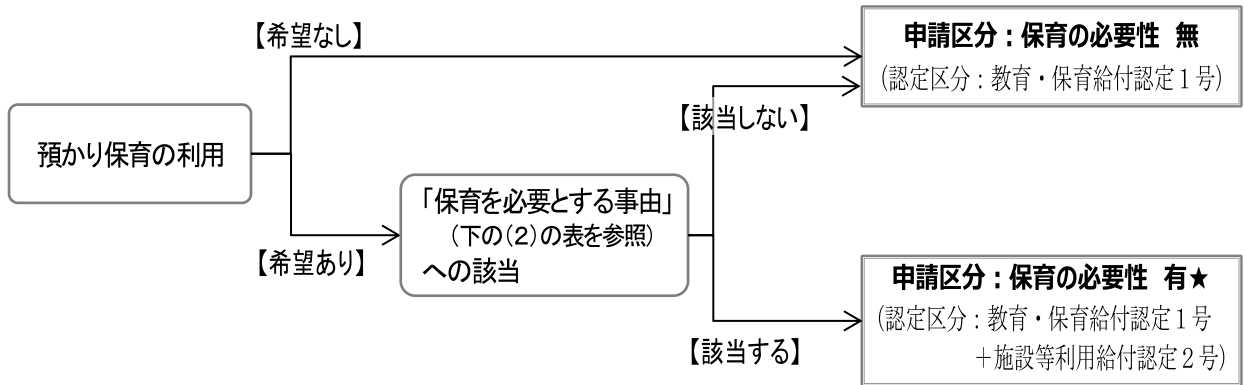 【希望なし】
申請区分：保育の必要性 無
（認定区分：教育・保育給付認定１号）
【該当しない】
預かり保育の利用
「保育を必要とする事由」
（下の（２）の表を参照）
への該当
【希望あり】
申請区分：保育の必要性 有★
（認定区分：教育・保育給付認定１号
＋施設等利用給付認定２号）
【該当する】